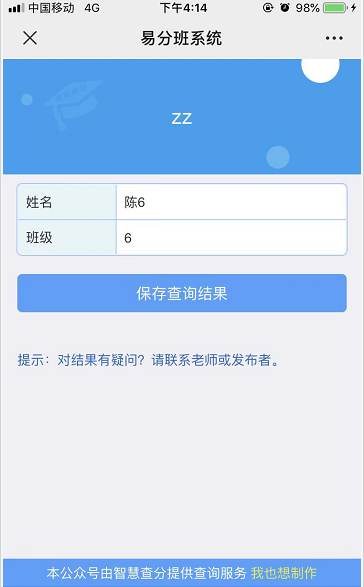 中国移动 4G 下午4:14 98%
易分班系统
zz
姓名 陈6
班级 6
保存查询结果
提示：对结果有疑问？请联系老师或发布者。
本公众号由智慧查分提供查询服务 我也想制作